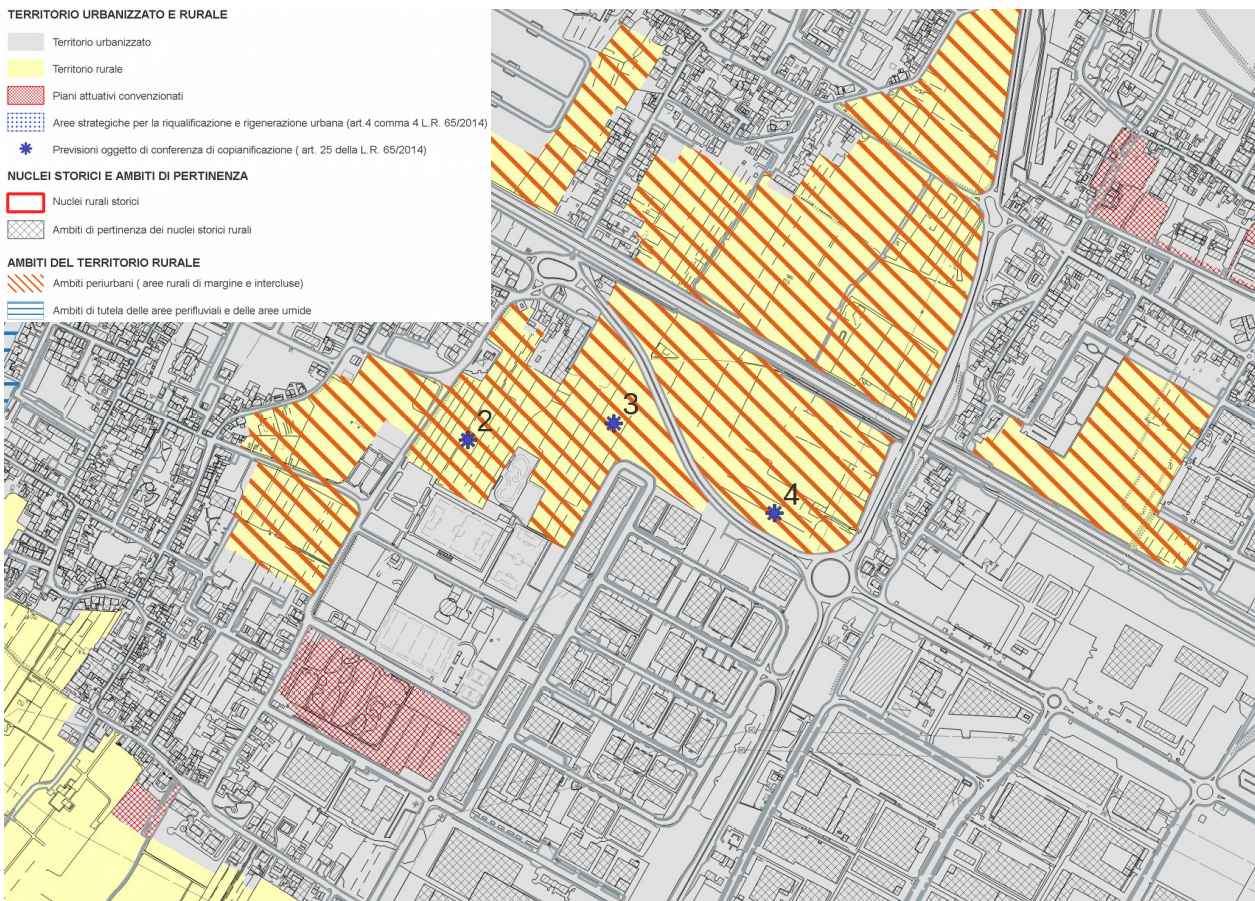 TERRITORIO URBANIZZATO E RURALE
Territorio urbanizzato
Territorio rurale
Piani attuativi convenzionati
Aree strategiche per la riqualificazione e rigenerazione urbana (art.4 comma 4 L.R. 65/2014)
Previsioni oggetto di conferenza di copianificazione ( art. 25 della L.R. 65/2014)
NUCLEI STORICI E AMBITI DI PERTINENZA
Nuclei rurali storici
Ambiti di pertinenza dei nuclei storici rurali
AMBITI DEL TERRITORIO RURALE
Ambiti periurbani ( aree rurali di margine e intercluse)
Ambiti di tutela delle aree perifluviali e delle aree umide
2
3
4